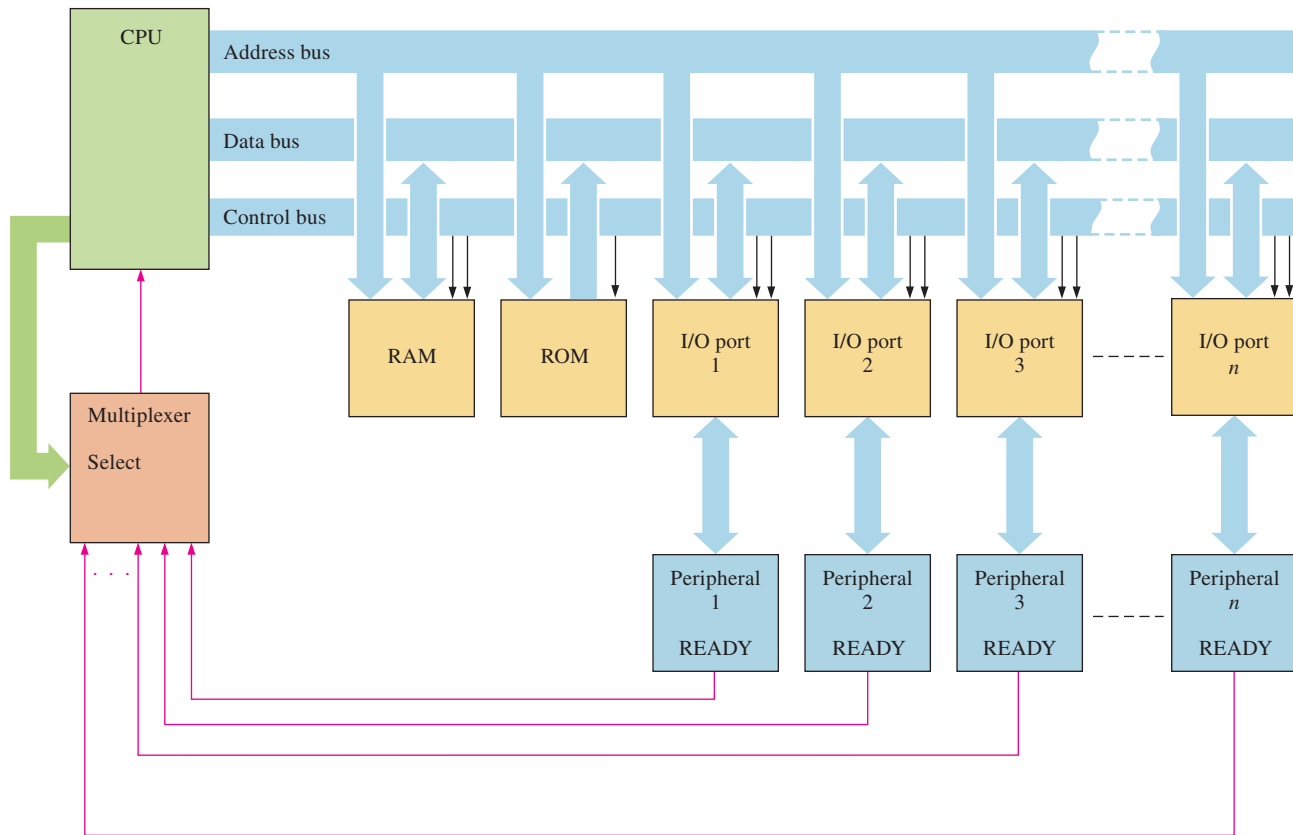 CPU
Address bus
Data bus
Control bus
RAM
ROM
I/O port
1
I/O port
2
I/O port
3
I/O port
n
Multiplexer
Select
. . .
Peripheral
1
READY
Peripheral
2
READY
Peripheral
3
READY
Peripheral
n
READY